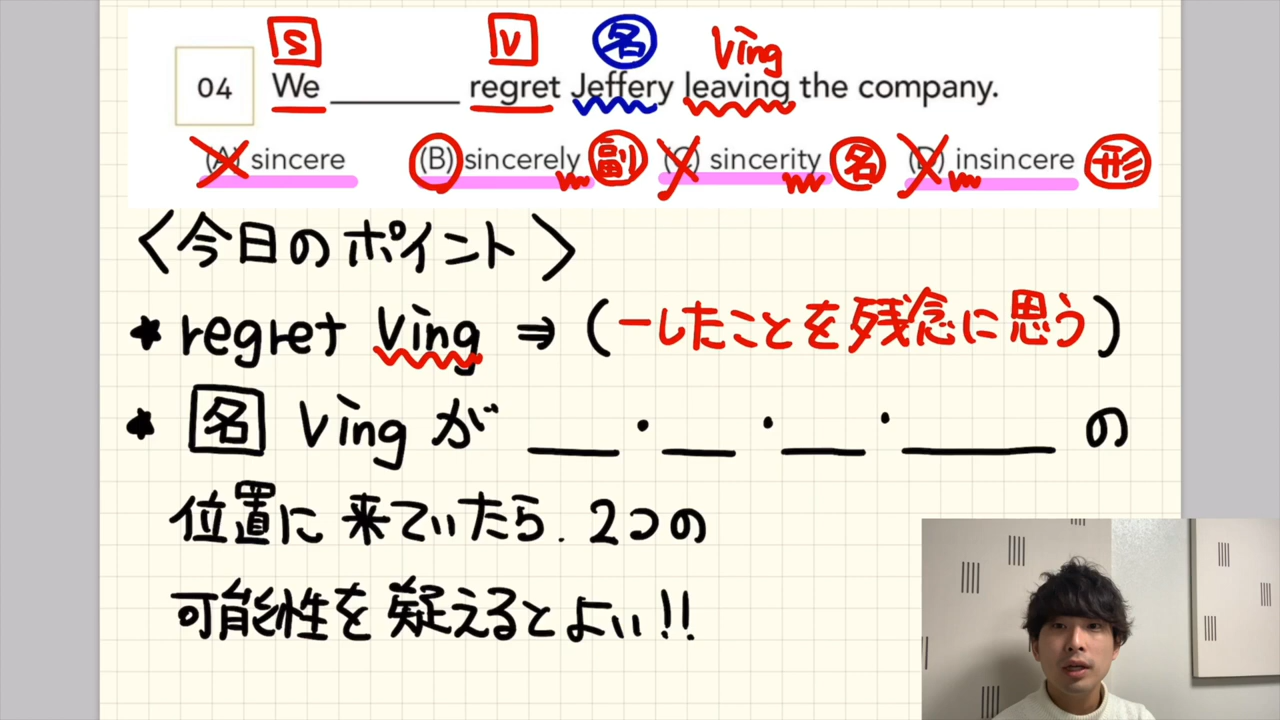 S V 名 Ving
04 We ________ regret Jeffery leaving the company.
(A) sincere (B) sincerely 副 (C) sincerity 名 (D) insincere 形
〈今日のポイント〉
* regret Ving ⇒ (ーしたことを残念に思う)
* 名 Ving が ___・___・___・_____ の
位置に来ていたら. 2つの
可能性を疑えるとよい!!